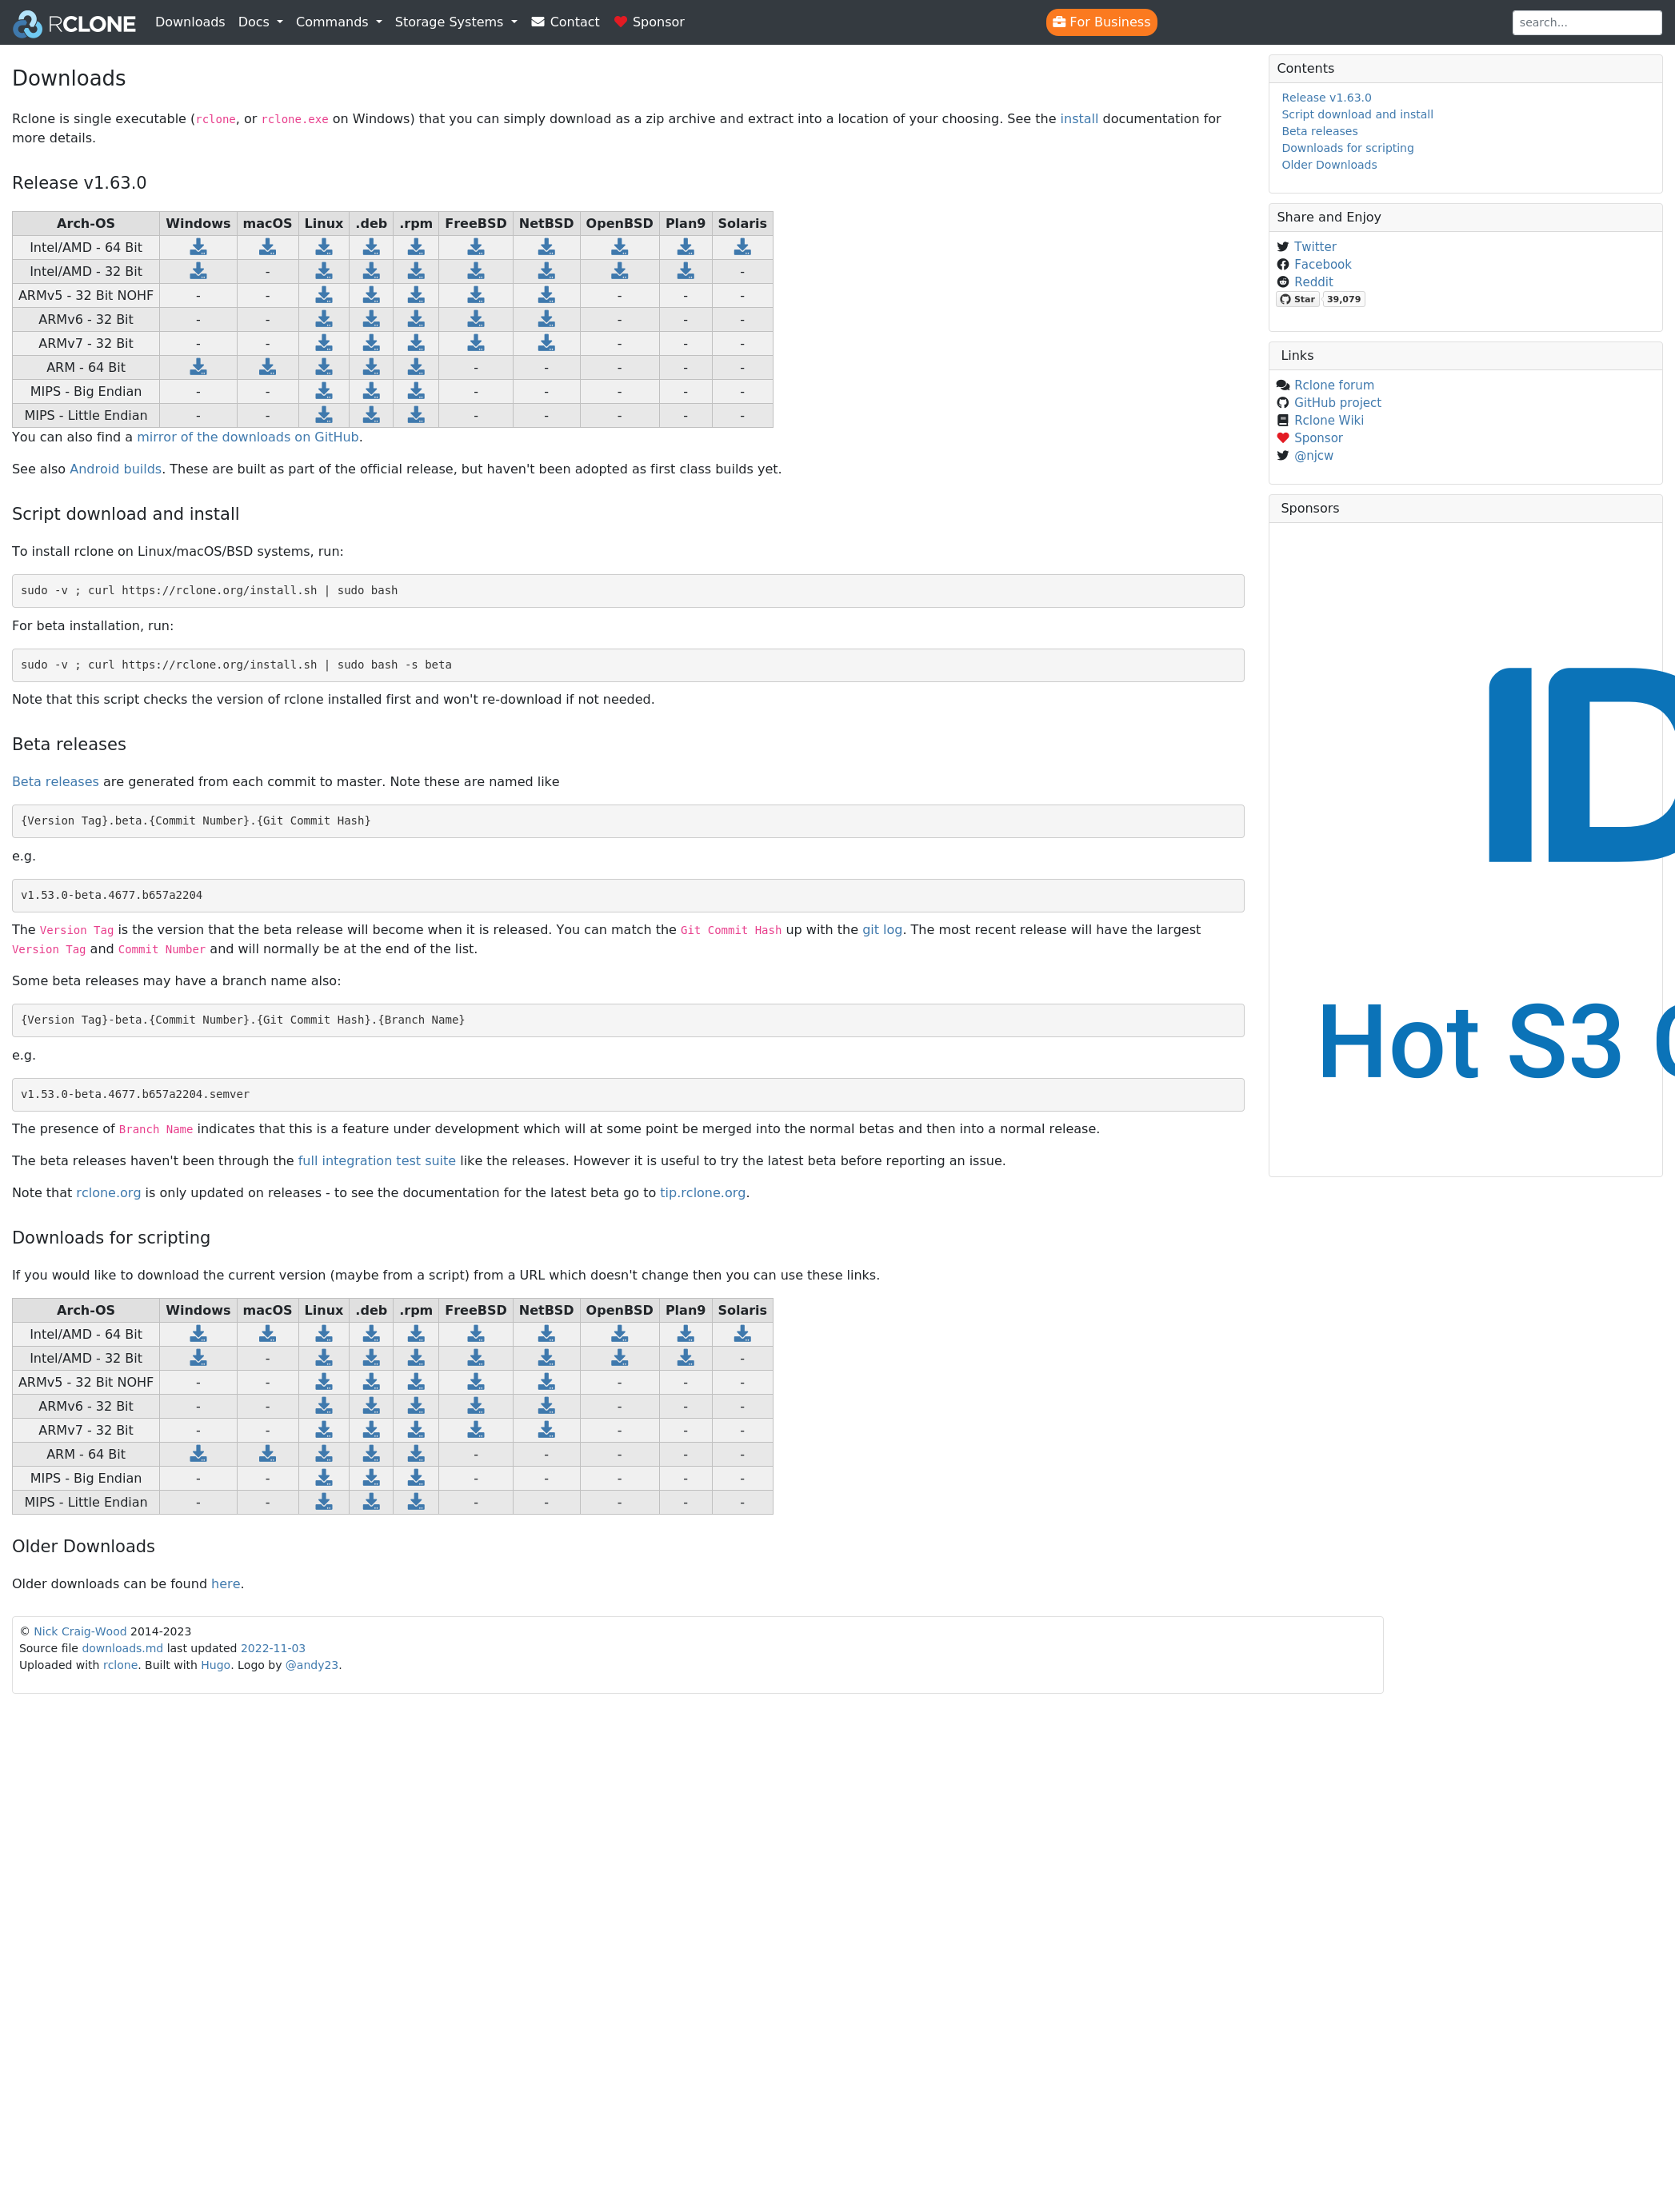 RCLONE Downloads Docs Commands Storage Systems Contact Sponsor For Business search...
Downloads
Rclone is single executable (rclone, or rclone.exe on Windows) that you can simply download as a zip archive and extract into a location of your choosing. See the install documentation for
more details.
Release v1.63.0
Arch-OS Windows macOS Linux .deb .rpm FreeBSD NetBSD OpenBSD Plan9 Solaris
Intel/AMD - 64 Bit
Intel/AMD - 32 Bit - -
ARMv5 - 32 Bit NOHF - - - - -
ARMv6 - 32 Bit - - - - -
ARMv7 - 32 Bit - - - - -
ARM - 64 Bit - - - - -
MIPS - Big Endian - - - - - - -
MIPS - Little Endian - - - - - - -
You can also find a mirror of the downloads on GitHub.
See also Android builds. These are built as part of the official release, but haven't been adopted as first class builds yet.
Script download and install
To install rclone on Linux/macOS/BSD systems, run:
sudo -v ; curl https://rclone.org/install.sh | sudo bash
For beta installation, run:
sudo -v ; curl https://rclone.org/install.sh | sudo bash -s beta
Note that this script checks the version of rclone installed first and won't re-download if not needed.
Beta releases
Beta releases are generated from each commit to master. Note these are named like
{Version Tag}.beta.{Commit Number}.{Git Commit Hash}
e.g.
v1.53.0-beta.4677.b657a2204
The Version Tag is the version that the beta release will become when it is released. You can match the Git Commit Hash up with the git log. The most recent release will have the largest
Version Tag and Commit Number and will normally be at the end of the list.
Some beta releases may have a branch name also:
{Version Tag}-beta.{Commit Number}.{Git Commit Hash}.{Branch Name}
e.g.
v1.53.0-beta.4677.b657a2204.semver
The presence of Branch Name indicates that this is a feature under development which will at some point be merged into the normal betas and then into a normal release.
The beta releases haven't been through the full integration test suite like the releases. However it is useful to try the latest beta before reporting an issue.
Note that rclone.org is only updated on releases - to see the documentation for the latest beta go to tip.rclone.org.
Downloads for scripting
If you would like to download the current version (maybe from a script) from a URL which doesn't change then you can use these links.
Arch-OS Windows macOS Linux .deb .rpm FreeBSD NetBSD OpenBSD Plan9 Solaris
Intel/AMD - 64 Bit
Intel/AMD - 32 Bit - -
ARMv5 - 32 Bit NOHF - - - - -
ARMv6 - 32 Bit - - - - -
ARMv7 - 32 Bit - - - - -
ARM - 64 Bit - - - - -
MIPS - Big Endian - - - - - - -
MIPS - Little Endian - - - - - - -
Older Downloads
Older downloads can be found here.
© Nick Craig-Wood 2014-2023
Source file downloads.md last updated 2022-11-03
Uploaded with rclone. Built with Hugo. Logo by @andy23.
Contents
Release v1.63.0
Script download and install
Beta releases
Downloads for scripting
Older Downloads
Share and Enjoy
Twitter
Facebook
Reddit
Star 39,079
Links
Rclone forum
GitHub project
Rclone Wiki
Sponsor
@njcw
Sponsors
ID
Hot S3